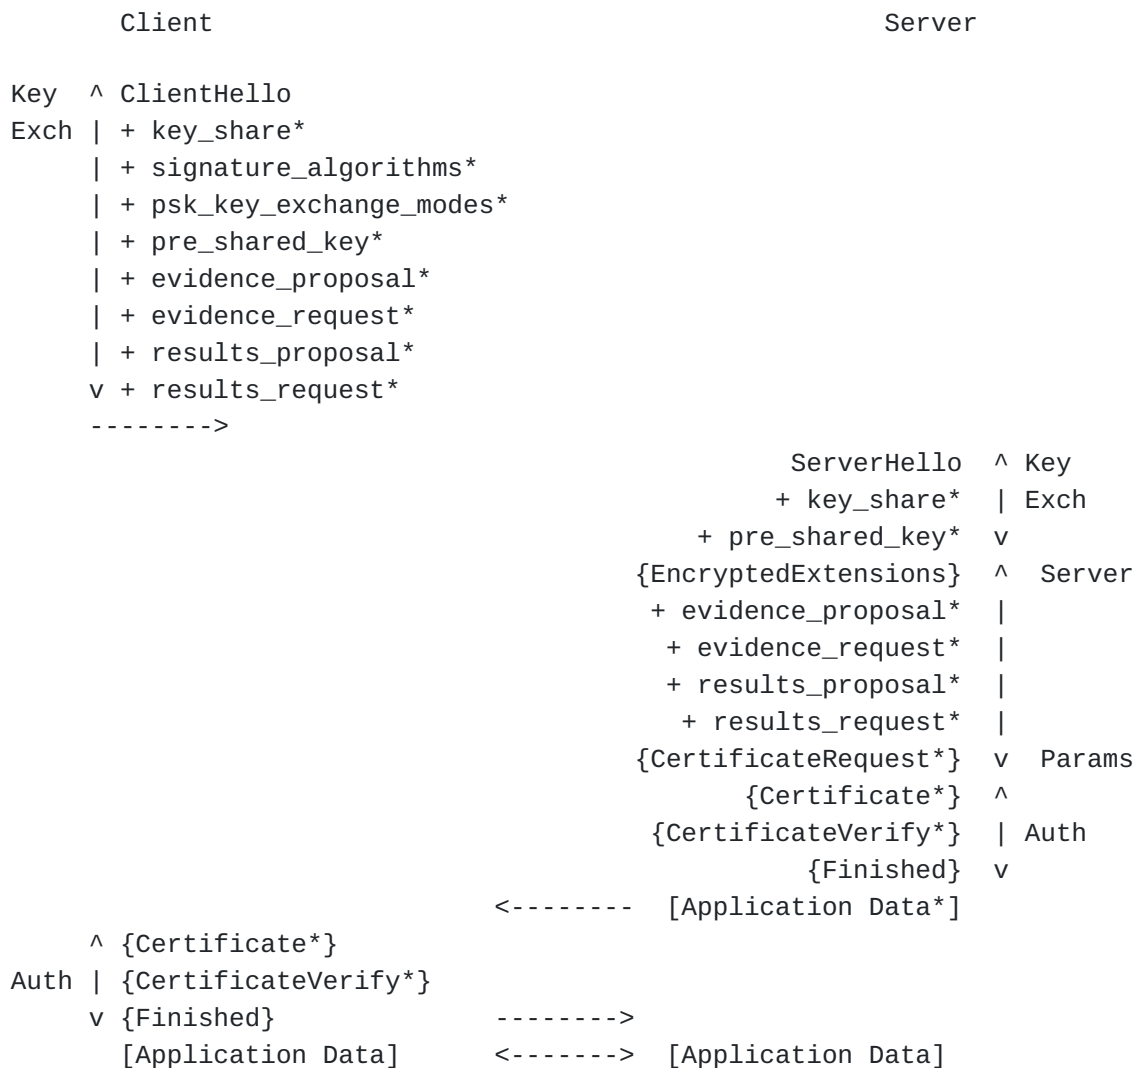 Client                                           Server

Key  ^ ClientHello
Exch | + key_share*
     | + signature_algorithms*
     | + psk_key_exchange_modes*
     | + pre_shared_key*
     | + evidence_proposal*
     | + evidence_request*
     | + results_proposal*
     v + results_request*
     -------->
                                                  ServerHello  ^ Key
                                                 + key_share*  | Exch
                                            + pre_shared_key*  v
                                        {EncryptedExtensions}  ^  Server
                                         + evidence_proposal*  |
                                          + evidence_request*  |
                                          + results_proposal*  |
                                           + results_request*  |
                                        {CertificateRequest*}  v  Params
                                               {Certificate*}  ^
                                         {CertificateVerify*}  | Auth
                                                   {Finished}  v
                               <--------  [Application Data*]
     ^ {Certificate*}
Auth | {CertificateVerify*}
     v {Finished}              -------->
       [Application Data]      <------->  [Application Data]